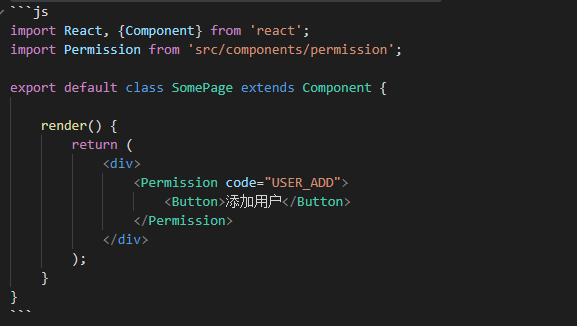 ```js
import React, {Component} from 'react';
import Permission from 'src/components/permission';

export default class SomePage extends Component {

    render() {
        return (
            <div>
                <Permission code="USER_ADD">
                    <Button>添加用户</Button>
                </Permission>
            </div>
        );
    }
}
```